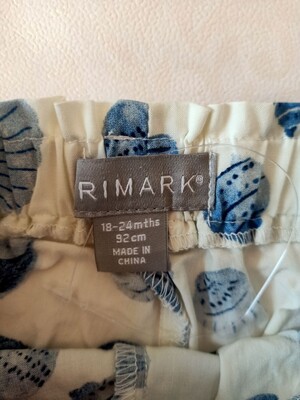 RIMARK®
18-24mths
92cm
MADE IN
CHINA